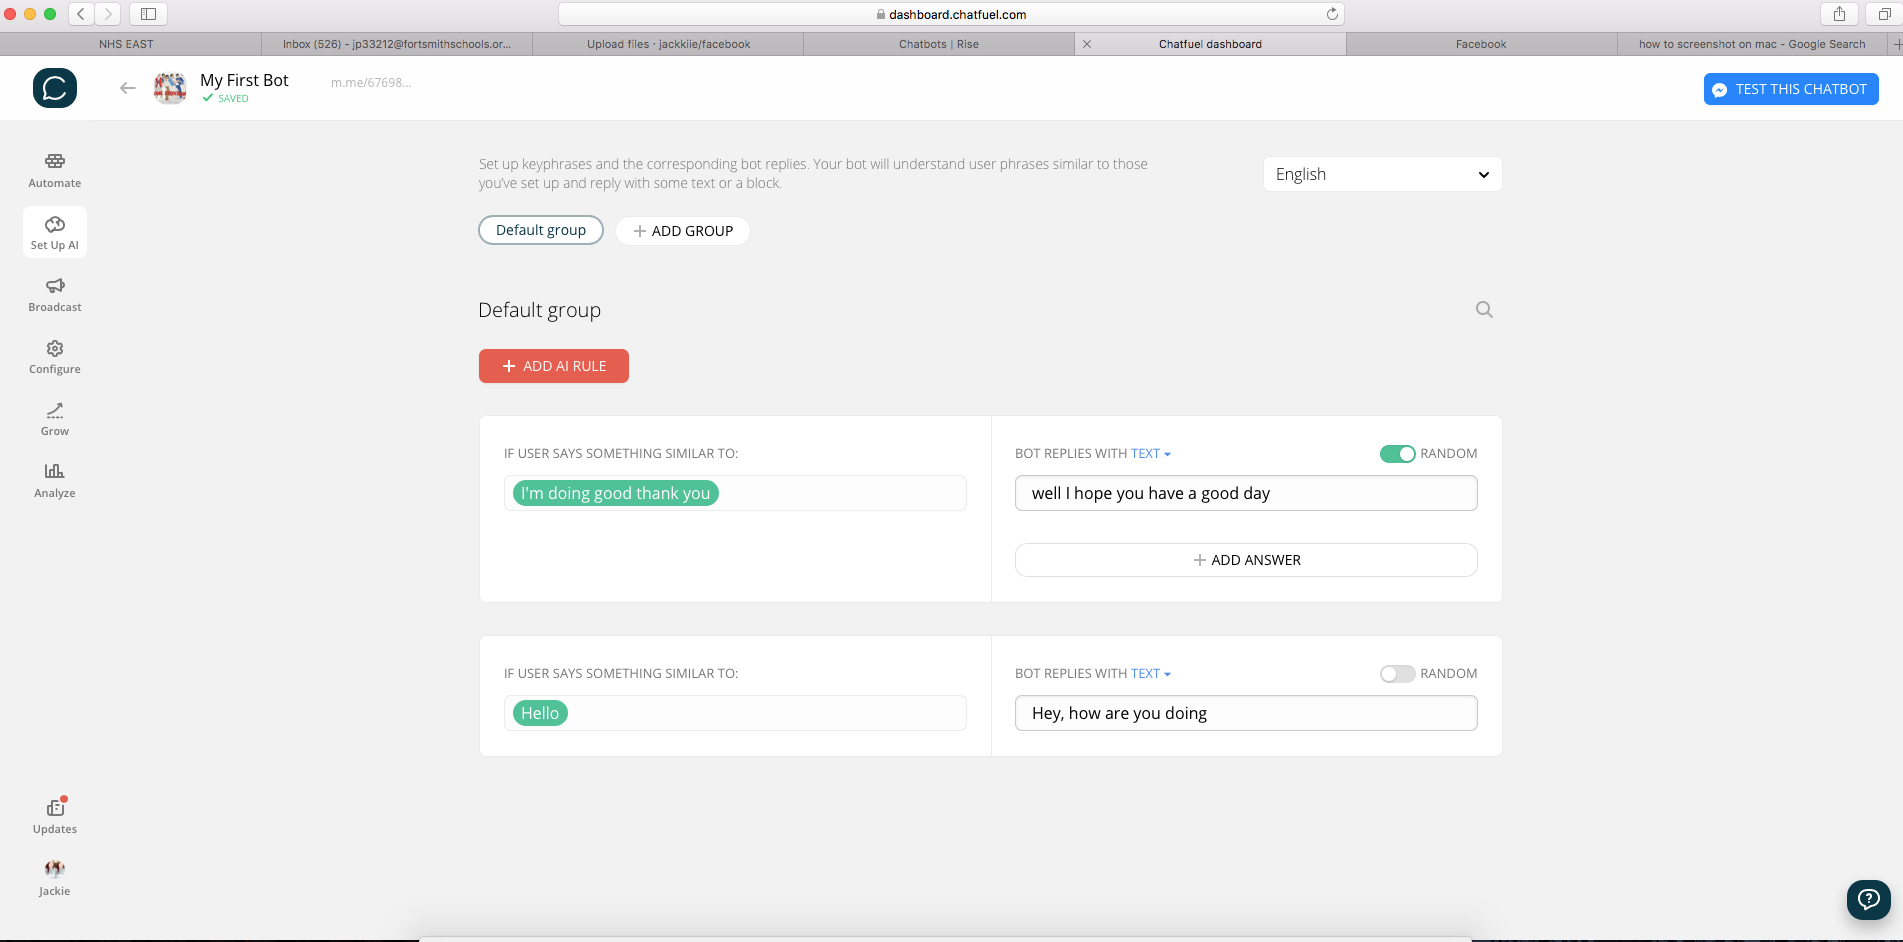 dashboard.chatfuel.com
NHS EAST
Inbox (526) - jp33212@fortsmithschools.or...
Upload files · jackkiie/facebook
Chatbots | Rise
Chatfuel dashboard
Facebook
how to screenshot on mac - Google Search
My First Bot
m.me/67698...
SAVED
TEST THIS CHATBOT
Automate
Set Up AI
Broadcast
Configure
Grow
Analyze
Updates
Jackie
Set up keyphrases and the corresponding bot replies. Your bot will understand user phrases similar to those
you've set up and reply with some text or a block.
English
Default group
ADD GROUP
Default group
ADD AI RULE
IF USER SAYS SOMETHING SIMILAR TO:
I'm doing good thank you
BOT REPLIES WITH TEXT
RANDOM
well I hope you have a good day
ADD ANSWER
IF USER SAYS SOMETHING SIMILAR TO:
Hello
BOT REPLIES WITH TEXT
RANDOM
Hey, how are you doing